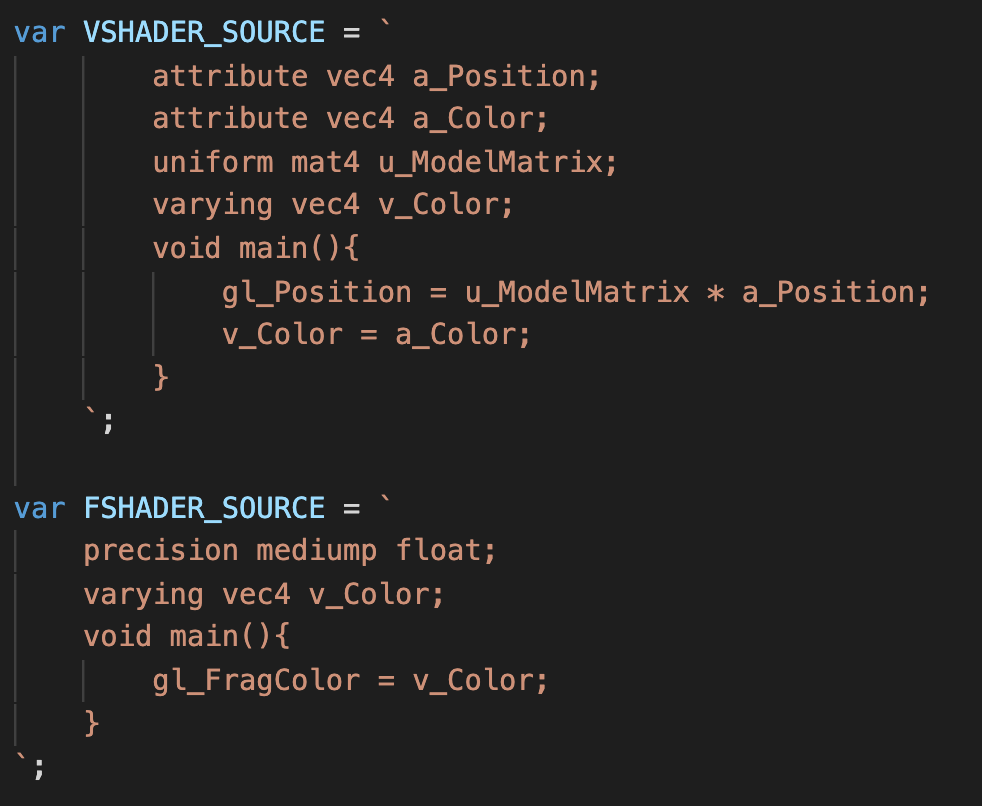 var VSHADER_SOURCE = `
attribute vec4 a_Position;
attribute vec4 a_Color;
uniform mat4 u_ModelMatrix;
varying vec4 v_Color;
void main(){
gl_Position = u_ModelMatrix * a_Position;
v_Color = a_Color;
}
`;
var FSHADER_SOURCE = `
precision mediump float;
varying vec4 v_Color;
void main(){
gl_FragColor = v_Color;
}
`;